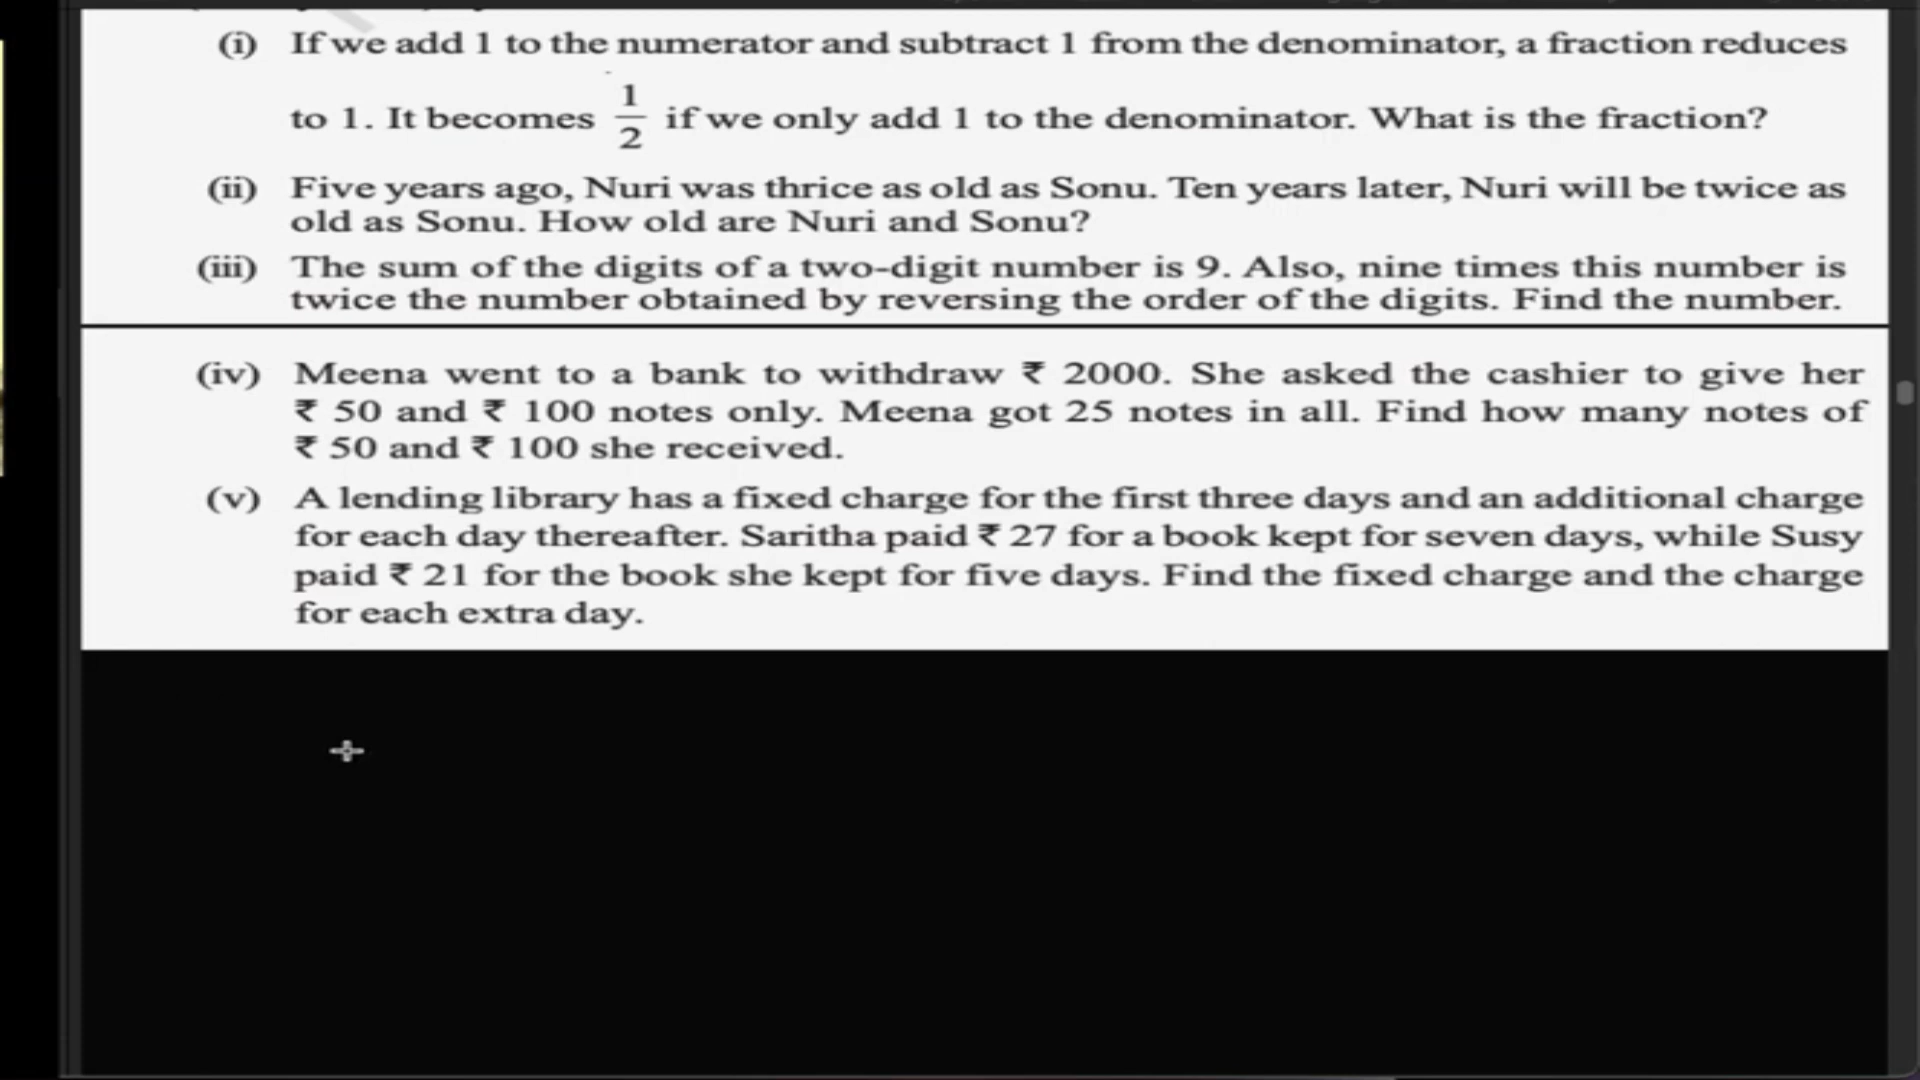 (i) If we add 1 to the numerator and subtract 1 from the denominator, a fraction reduces
to 1. It becomes 1/2 if we only add 1 to the denominator. What is the fraction?
(ii) Five years ago, Nuri was thrice as old as Sonu. Ten years later, Nuri will be twice as
old as Sonu. How old are Nuri and Sonu?
(iii) The sum of the digits of a two-digit number is 9. Also, nine times this number is
twice the number obtained by reversing the order of the digits. Find the number.
(iv) Meena went to a bank to withdraw ₹ 2000. She asked the cashier to give her
₹ 50 and ₹ 100 notes only. Meena got 25 notes in all. Find how many notes of
₹ 50 and ₹ 100 she received.
(v) A lending library has a fixed charge for the first three days and an additional charge
for each day thereafter. Saritha paid ₹ 27 for a book kept for seven days, while Susy
paid ₹ 21 for the book she kept for five days. Find the fixed charge and the charge
for each extra day.